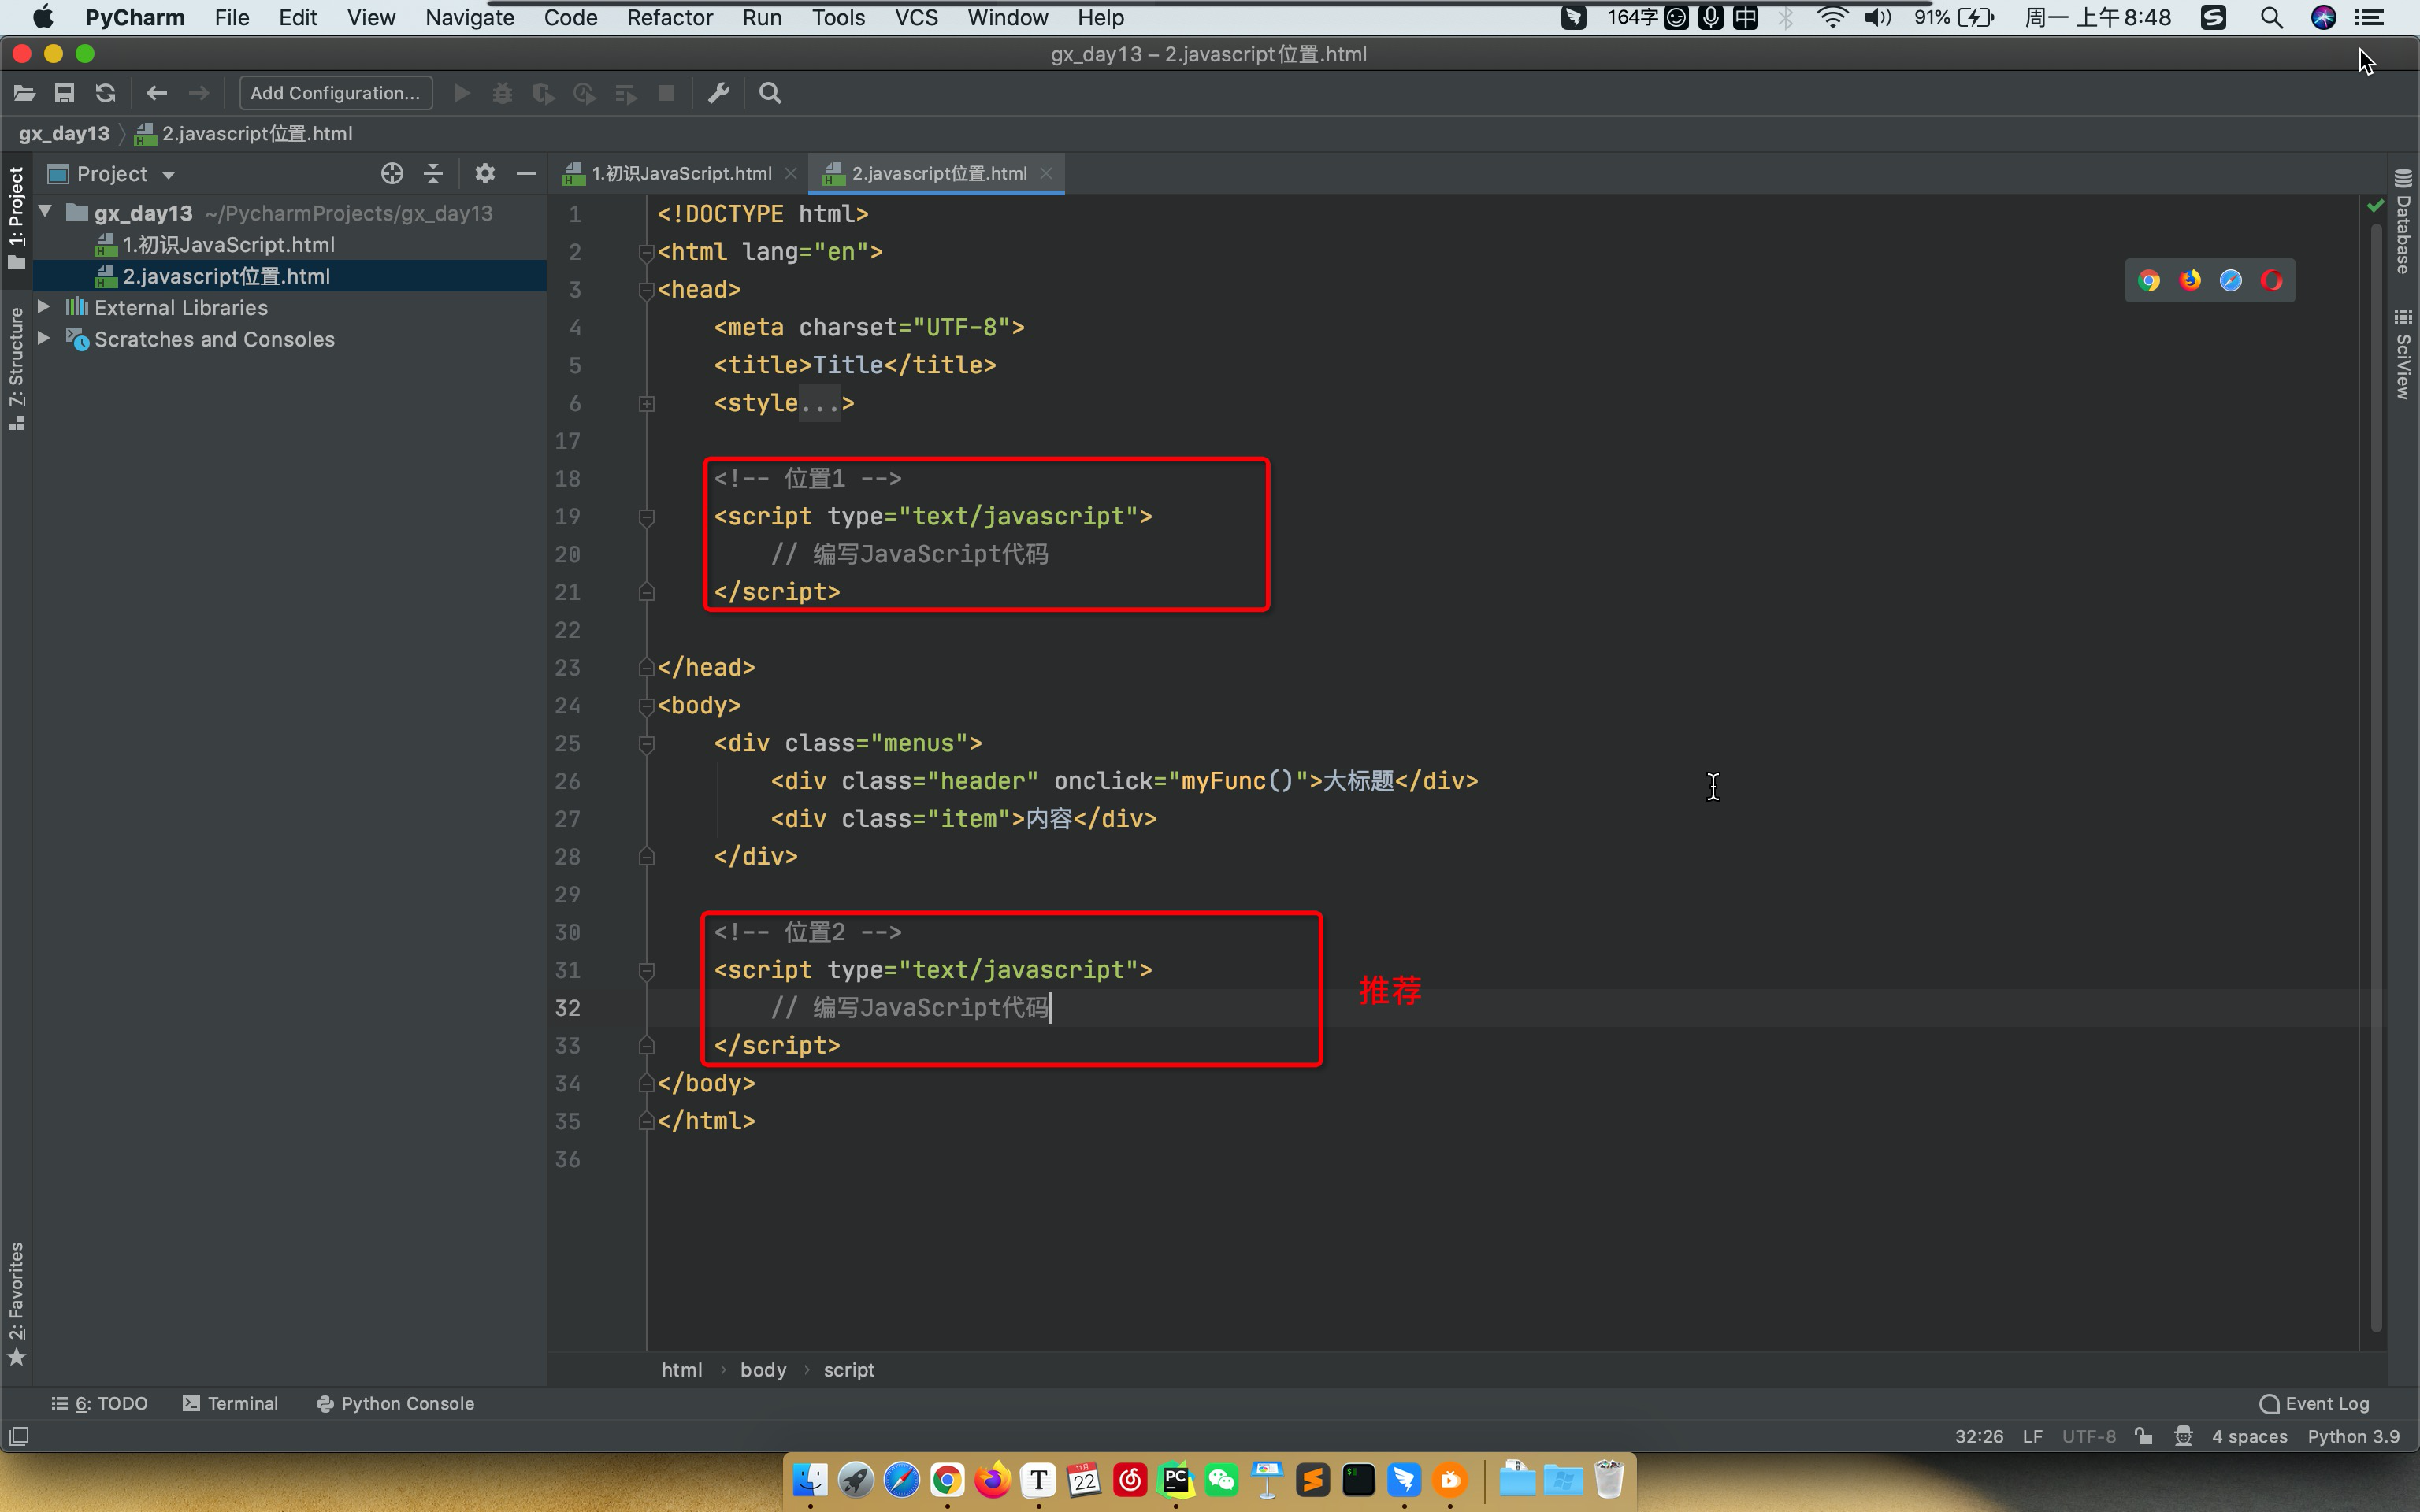 PyCharm File Edit View Navigate Code Refactor Run Tools VCS Window Help 164字 中 91% 周一 上午8:48
gx_day13 – 2.javascript位置.html
Add Configuration...
gx_day13 2.javascript位置.html
Project
1.初识JavaScript.html
2.javascript位置.html
1: Project
7: Structure
2: Favorites
gx_day13 ~/PycharmProjects/gx_day13
1.初识JavaScript.html
2.javascript位置.html
External Libraries
Scratches and Consoles
1 <!DOCTYPE html>
2 <html lang="en">
3 <head>
4 <meta charset="UTF-8">
5 <title>Title</title>
6 <style...>
17
18 <!-- 位置1 -->
19 <script type="text/javascript">
20 // 编写JavaScript代码
21 </script>
22
23 </head>
24 <body>
25 <div class="menus">
26 <div class="header" onclick="myFunc()">大标题</div>
27 <div class="item">内容</div>
28 </div>
29
30 <!-- 位置2 -->
31 <script type="text/javascript">
推荐
32 // 编写JavaScript代码
33 </script>
34 </body>
35 </html>
36
Database
SciView
html › body › script
6: TODO Terminal Python Console Event Log
32:26 LF UTF-8 4 spaces Python 3.9
T 11月 22 PC